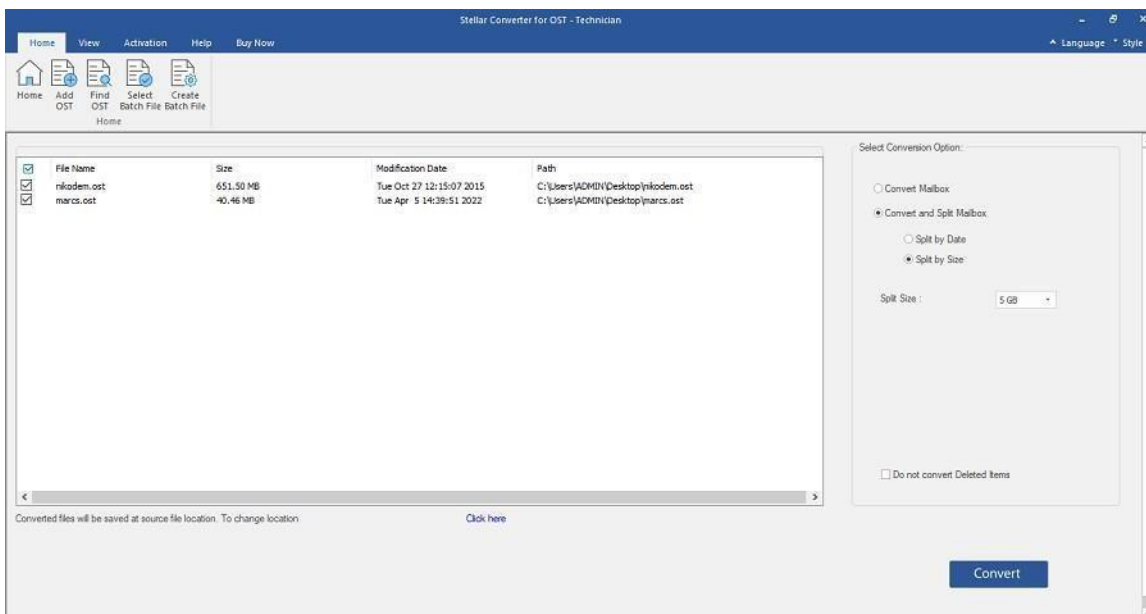 Stellar Converter for OST - Technician
Home View Activation Help Buy Now Language Style
Home Add OST Find OST Select Batch File Create Batch File
Home
Select Conversion Option:
File Name Size Modification Date Path
nikodem.ost 651.50 MB Tue Oct 27 12:15:07 2015 C:\Users\ADMIN\Desktop\nikodem.ost
marcs.ost 40.46 MB Tue Apr 5 14:39:51 2022 C:\Users\ADMIN\Desktop\marcs.ost
Convert Mailbox
Convert and Split Mailbox
Split by Date
Split by Size
Split Size : 5 GB
Do not convert Deleted Items
Converted files will be saved at source file location. To change location Click here
Convert